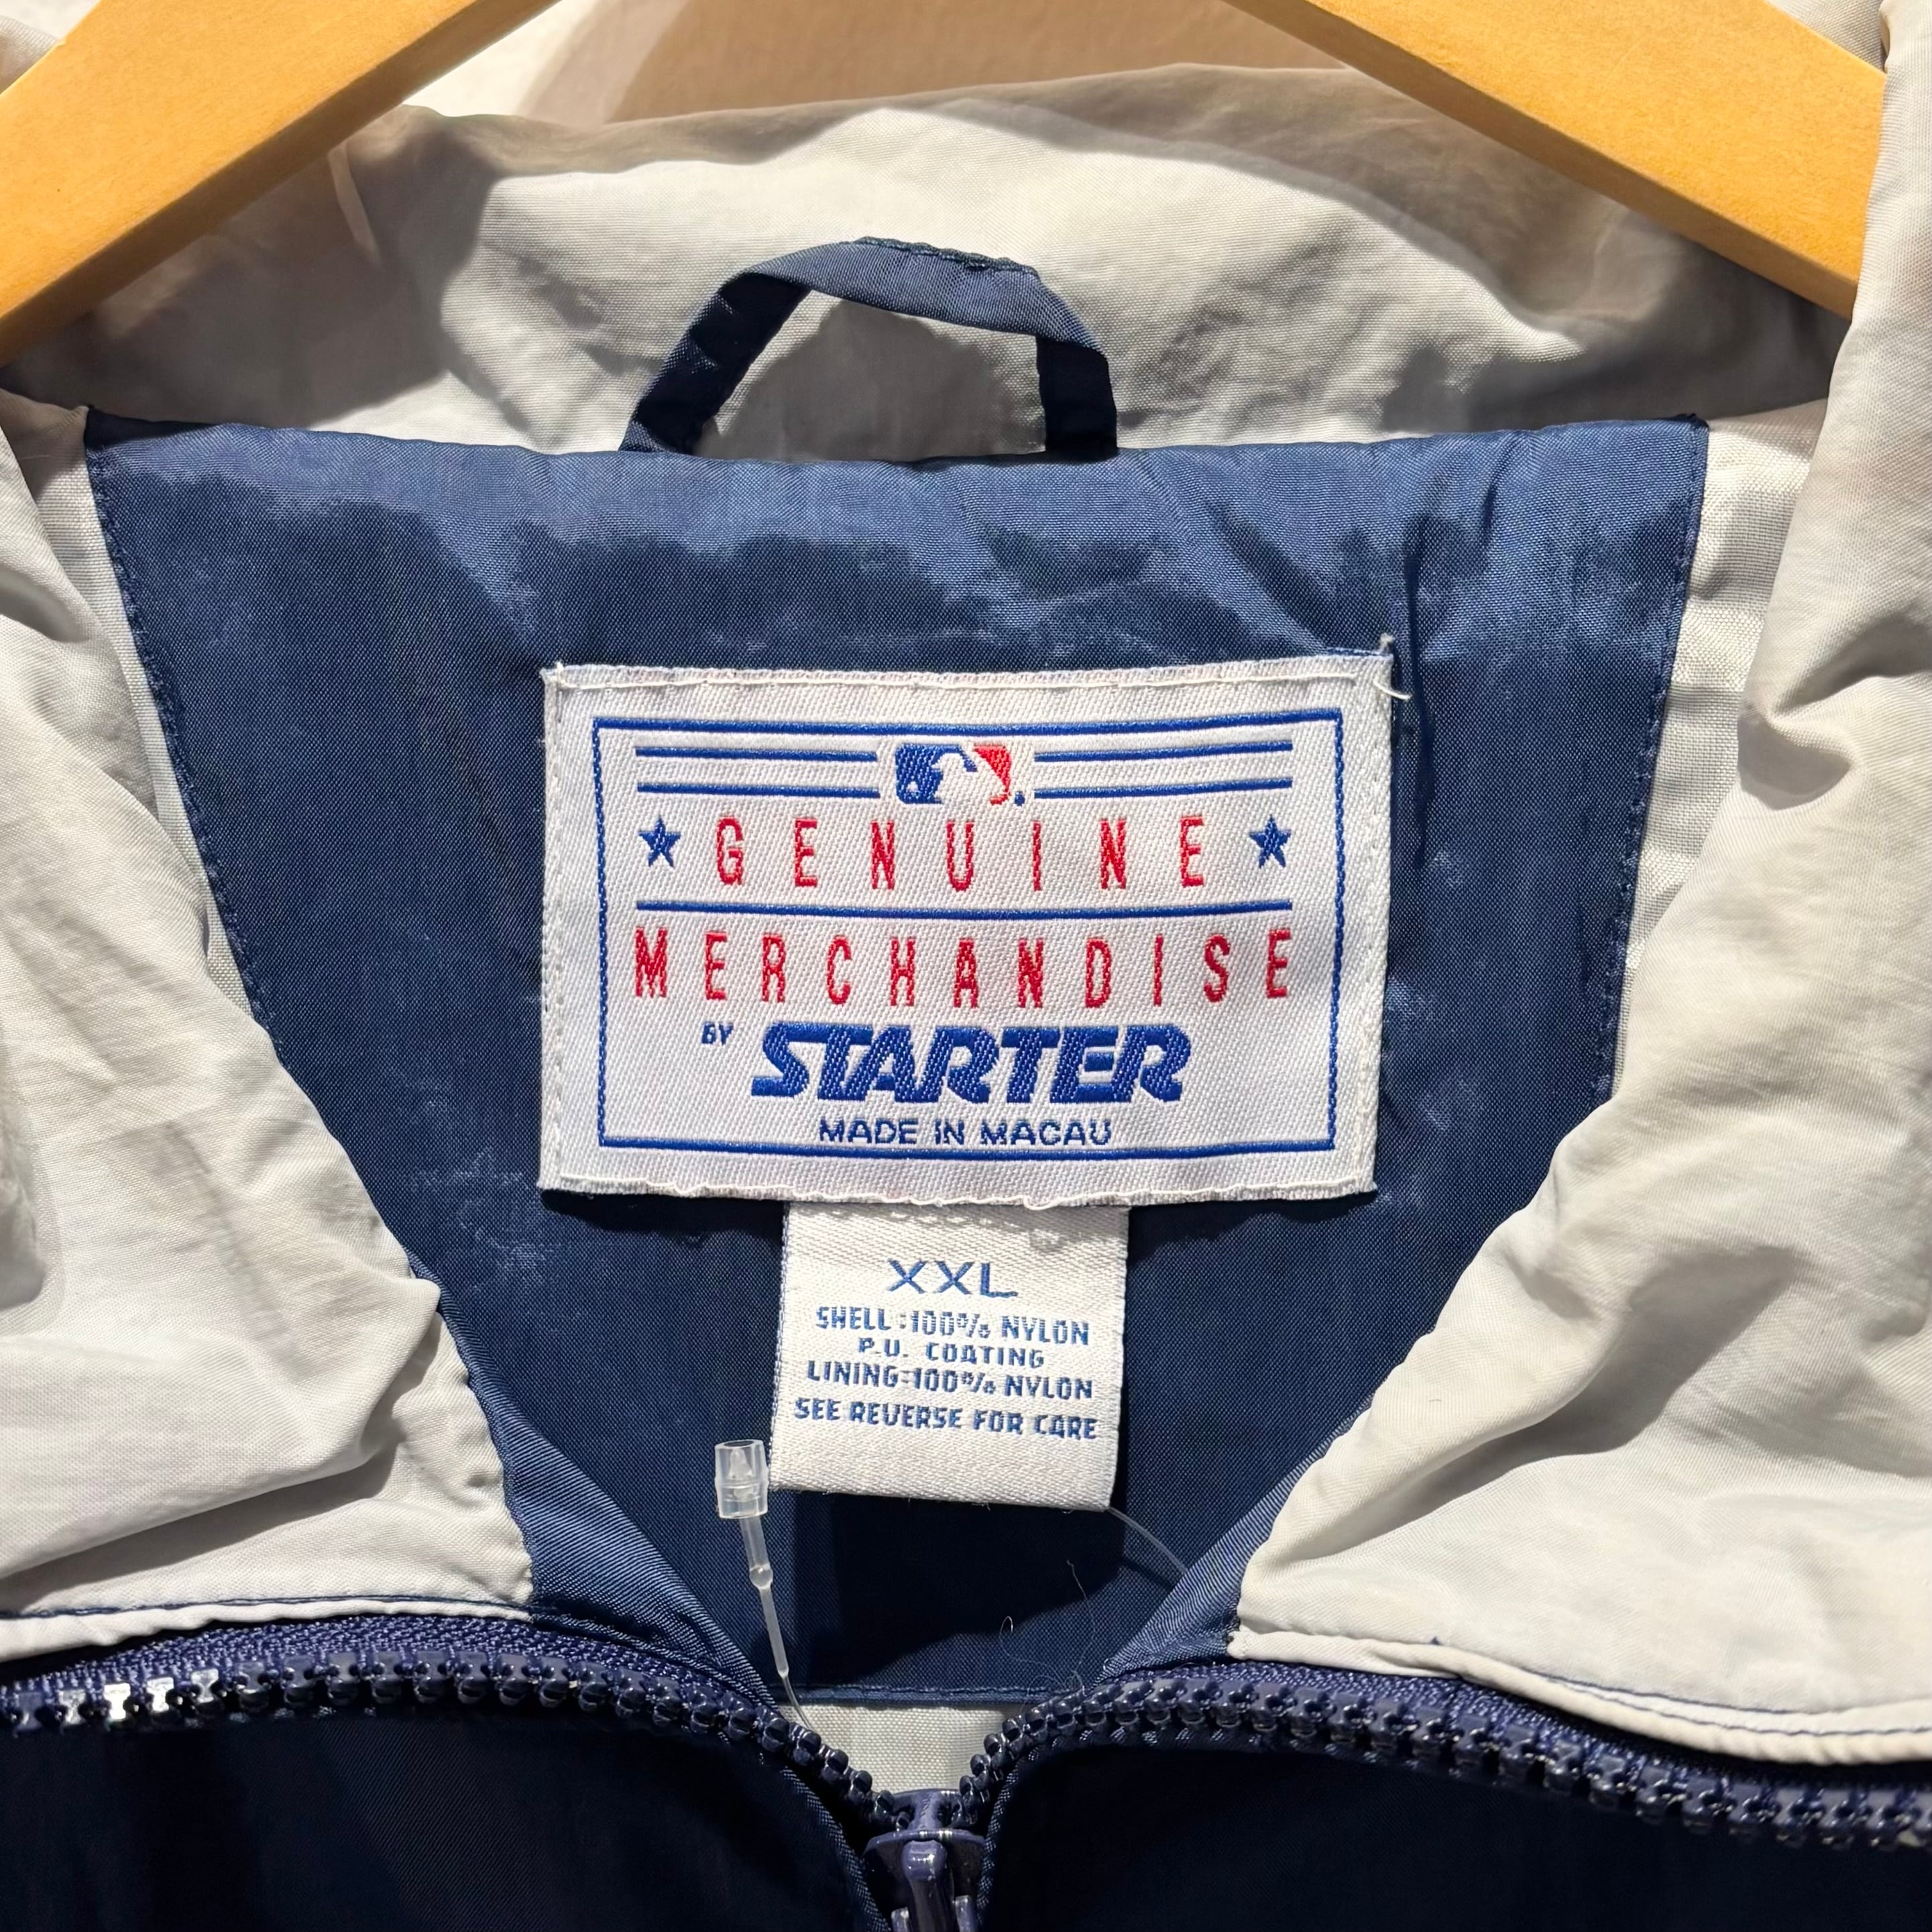 GENUINE
MERCHANDISE
BY STARTER
MADE IN MACAU
XXL
SHELL:100% NYLON
P.U. COATING
LINING:100% NYLON
SEE REVERSE FOR CARE